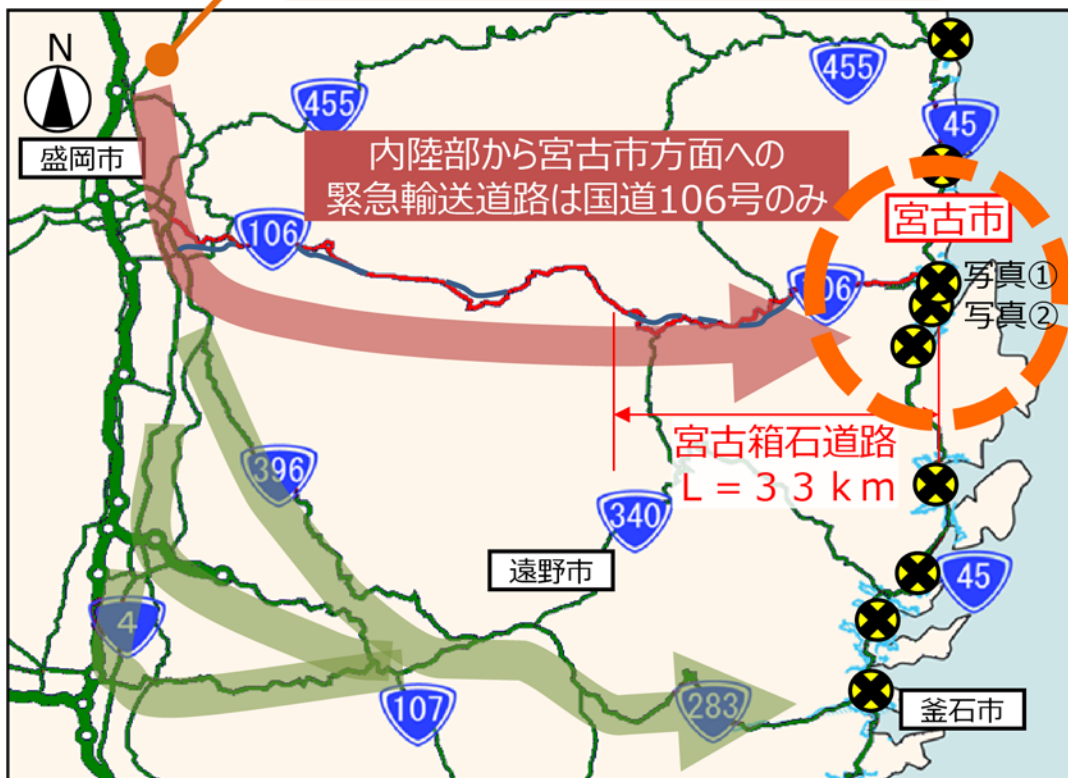 N
盛岡市
455
455
45
内陸部から宮古市方面への
緊急輸送道路は国道106号のみ
宮古市
106
106
写真①
写真②
宮古箱石道路
L=33km
396
340
遠野市
45
4
107
283
釜石市